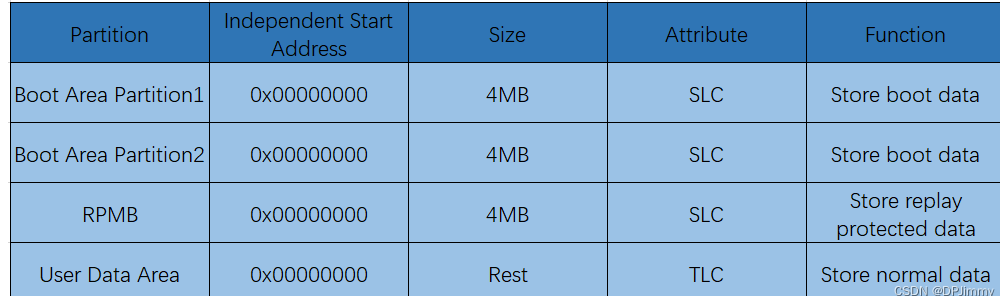 Partition
Independent Start
Address
Size
Attribute
Function
Boot Area Partition1
0x00000000
4MB
SLC
Store boot data
Boot Area Partition2
0x00000000
4MB
SLC
Store boot data
RPMB
0x00000000
4MB
SLC
Store replay
protected data
User Data Area
0x00000000
Rest
TLC
Store normal data
CSDN @DPJimmy